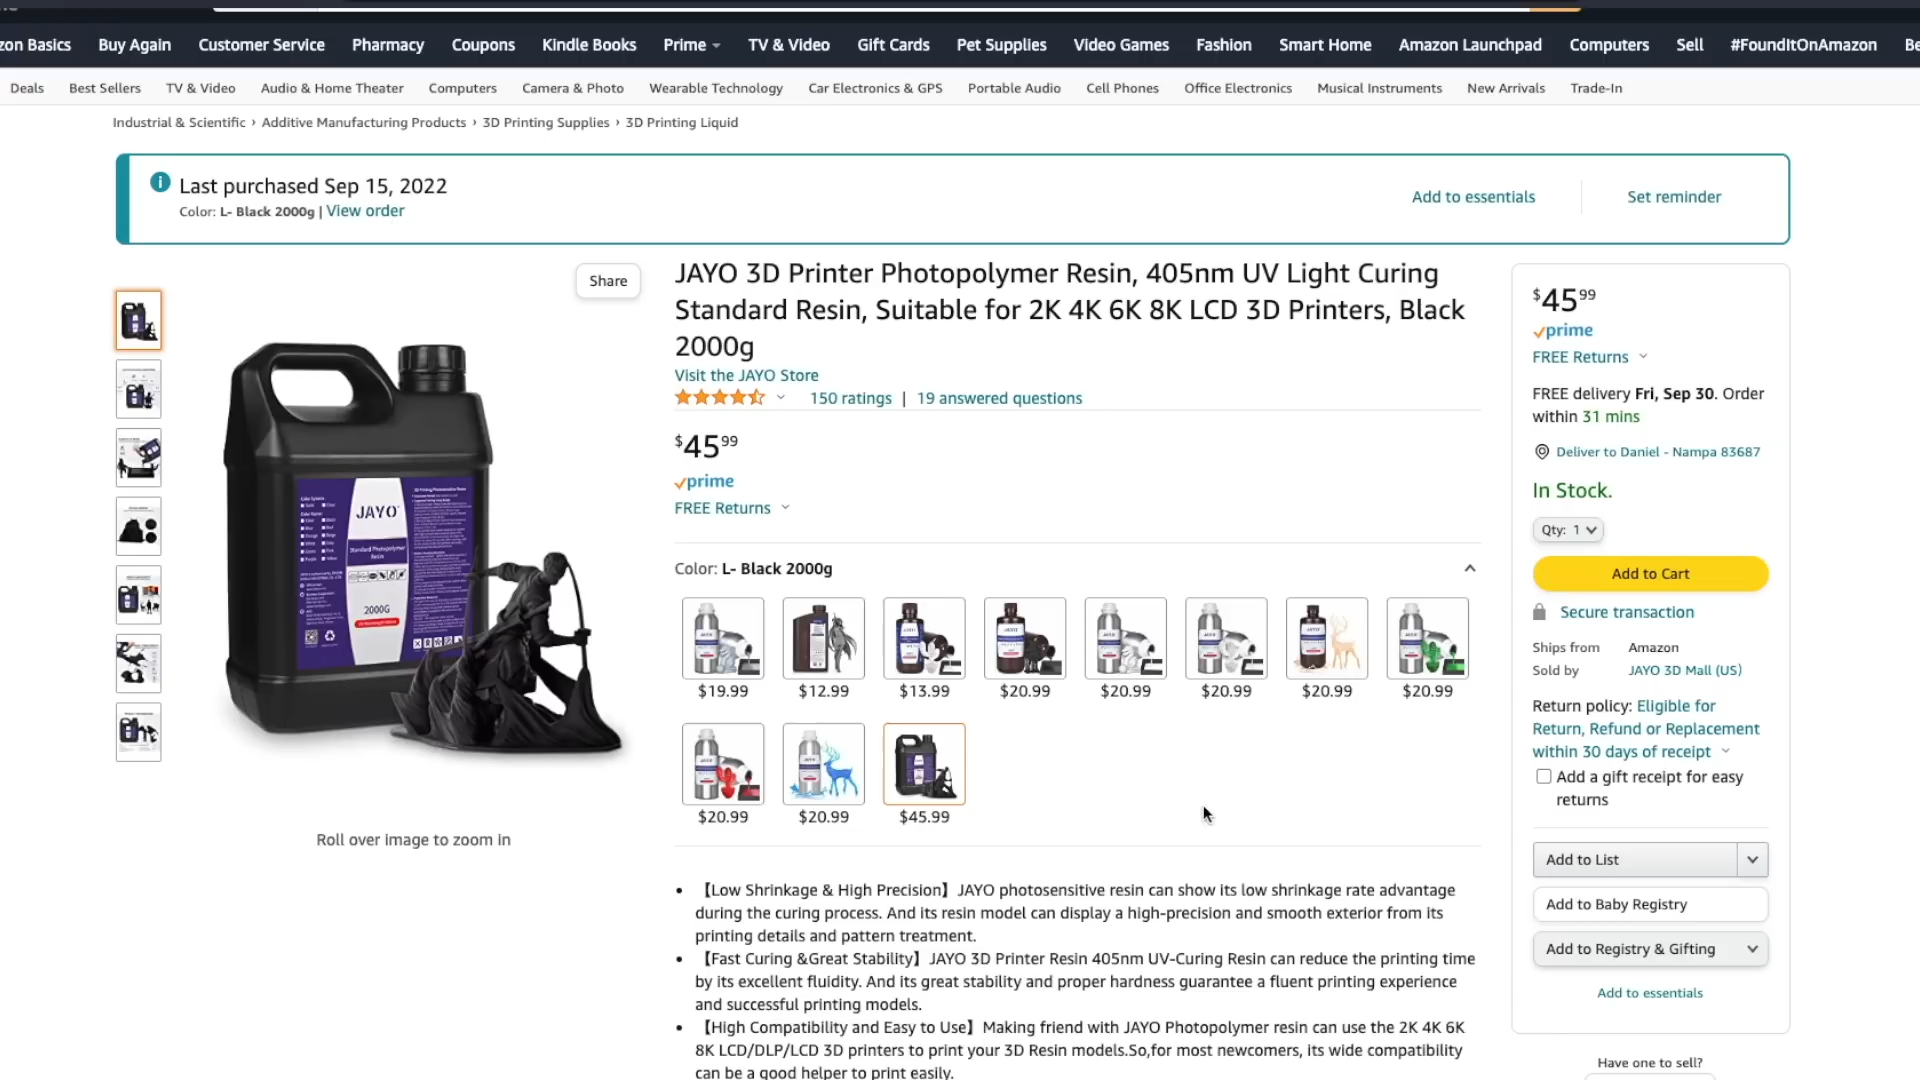 zon Basics Buy Again Customer Service Pharmacy Coupons Kindle Books Prime TV & Video Gift Cards Pet Supplies Video Games Fashion Smart Home Amazon Launchpad Computers Sell #FoundItOnAmazon Be
Deals Best Sellers TV & Video Audio & Home Theater Computers Camera & Photo Wearable Technology Car Electronics & GPS Portable Audio Cell Phones Office Electronics Musical Instruments New Arrivals Trade-In
Industrial & Scientific › Additive Manufacturing Products › 3D Printing Supplies › 3D Printing Liquid
Last purchased Sep 15, 2022
Color: L- Black 2000g | View order
Add to essentials
Set reminder
Share
JAYO
Standard Photopolymer
Resin
2000G
Roll over image to zoom in
JAYO 3D Printer Photopolymer Resin, 405nm UV Light Curing
Standard Resin, Suitable for 2K 4K 6K 8K LCD 3D Printers, Black
2000g
Visit the JAYO Store
150 ratings | 19 answered questions
$45 99
prime
FREE Returns
Color: L- Black 2000g
$19.99 $12.99 $13.99 $20.99 $20.99 $20.99 $20.99 $20.99
$20.99 $20.99 $45.99
• 【Low Shrinkage & High Precision】JAYO photosensitive resin can show its low shrinkage rate advantage
during the curing process. And its resin model can display a high-precision and smooth exterior from its
printing details and pattern treatment.
• 【Fast Curing &Great Stability】JAYO 3D Printer Resin 405nm UV-Curing Resin can reduce the printing time
by its excellent fluidity. And its great stability and proper hardness guarantee a fluent printing experience
and successful printing models.
• 【High Compatibility and Easy to Use】Making friend with JAYO Photopolymer resin can use the 2K 4K 6K
8K LCD/DLP/LCD 3D printers to print your 3D Resin models.So,for most newcomers, its wide compatibility
can be a good helper to print easily.
$45 99
prime
FREE Returns
FREE delivery Fri, Sep 30. Order
within 31 mins
Deliver to Daniel - Nampa 83687
In Stock.
Qty: 1
Add to Cart
Secure transaction
Ships from Amazon
Sold by JAYO 3D Mall (US)
Return policy: Eligible for
Return, Refund or Replacement
within 30 days of receipt
Add a gift receipt for easy
returns
Add to List
Add to Baby Registry
Add to Registry & Gifting
Add to essentials
Have one to sell?